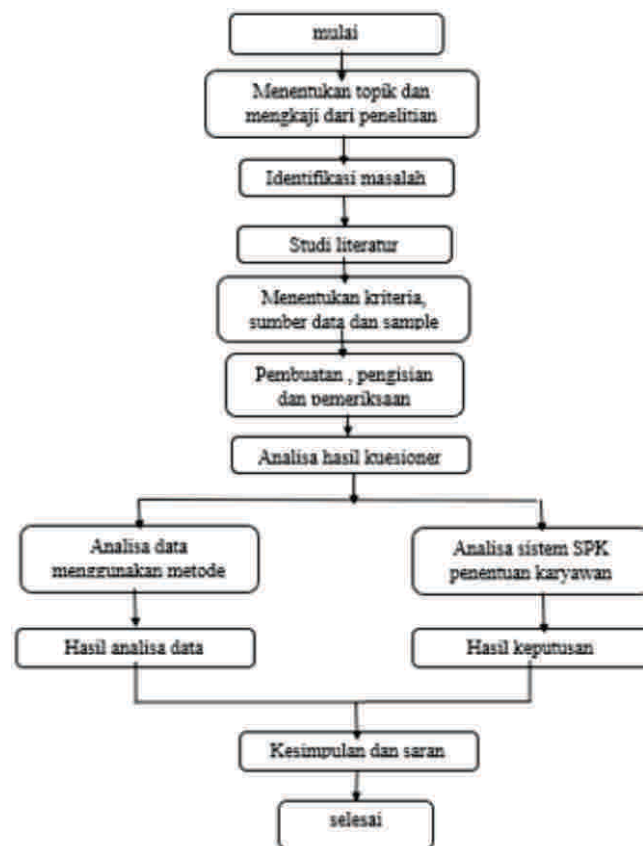 mulai
Menentukan topik dan
mengkaji dari penelitian
Identifikasi masalah
Studi literatur
Menentukan kriteria,
sumber data dan sample
Pembuatan , pengisian
dan pemeriksaan
Analisa hasil kuesioner
Analisa data
menggunakan metode
Analisa sistem SPK
penentuan karyawan
Hasil analisa data
Hasil keputusan
Kesimpulan dan saran
selesai